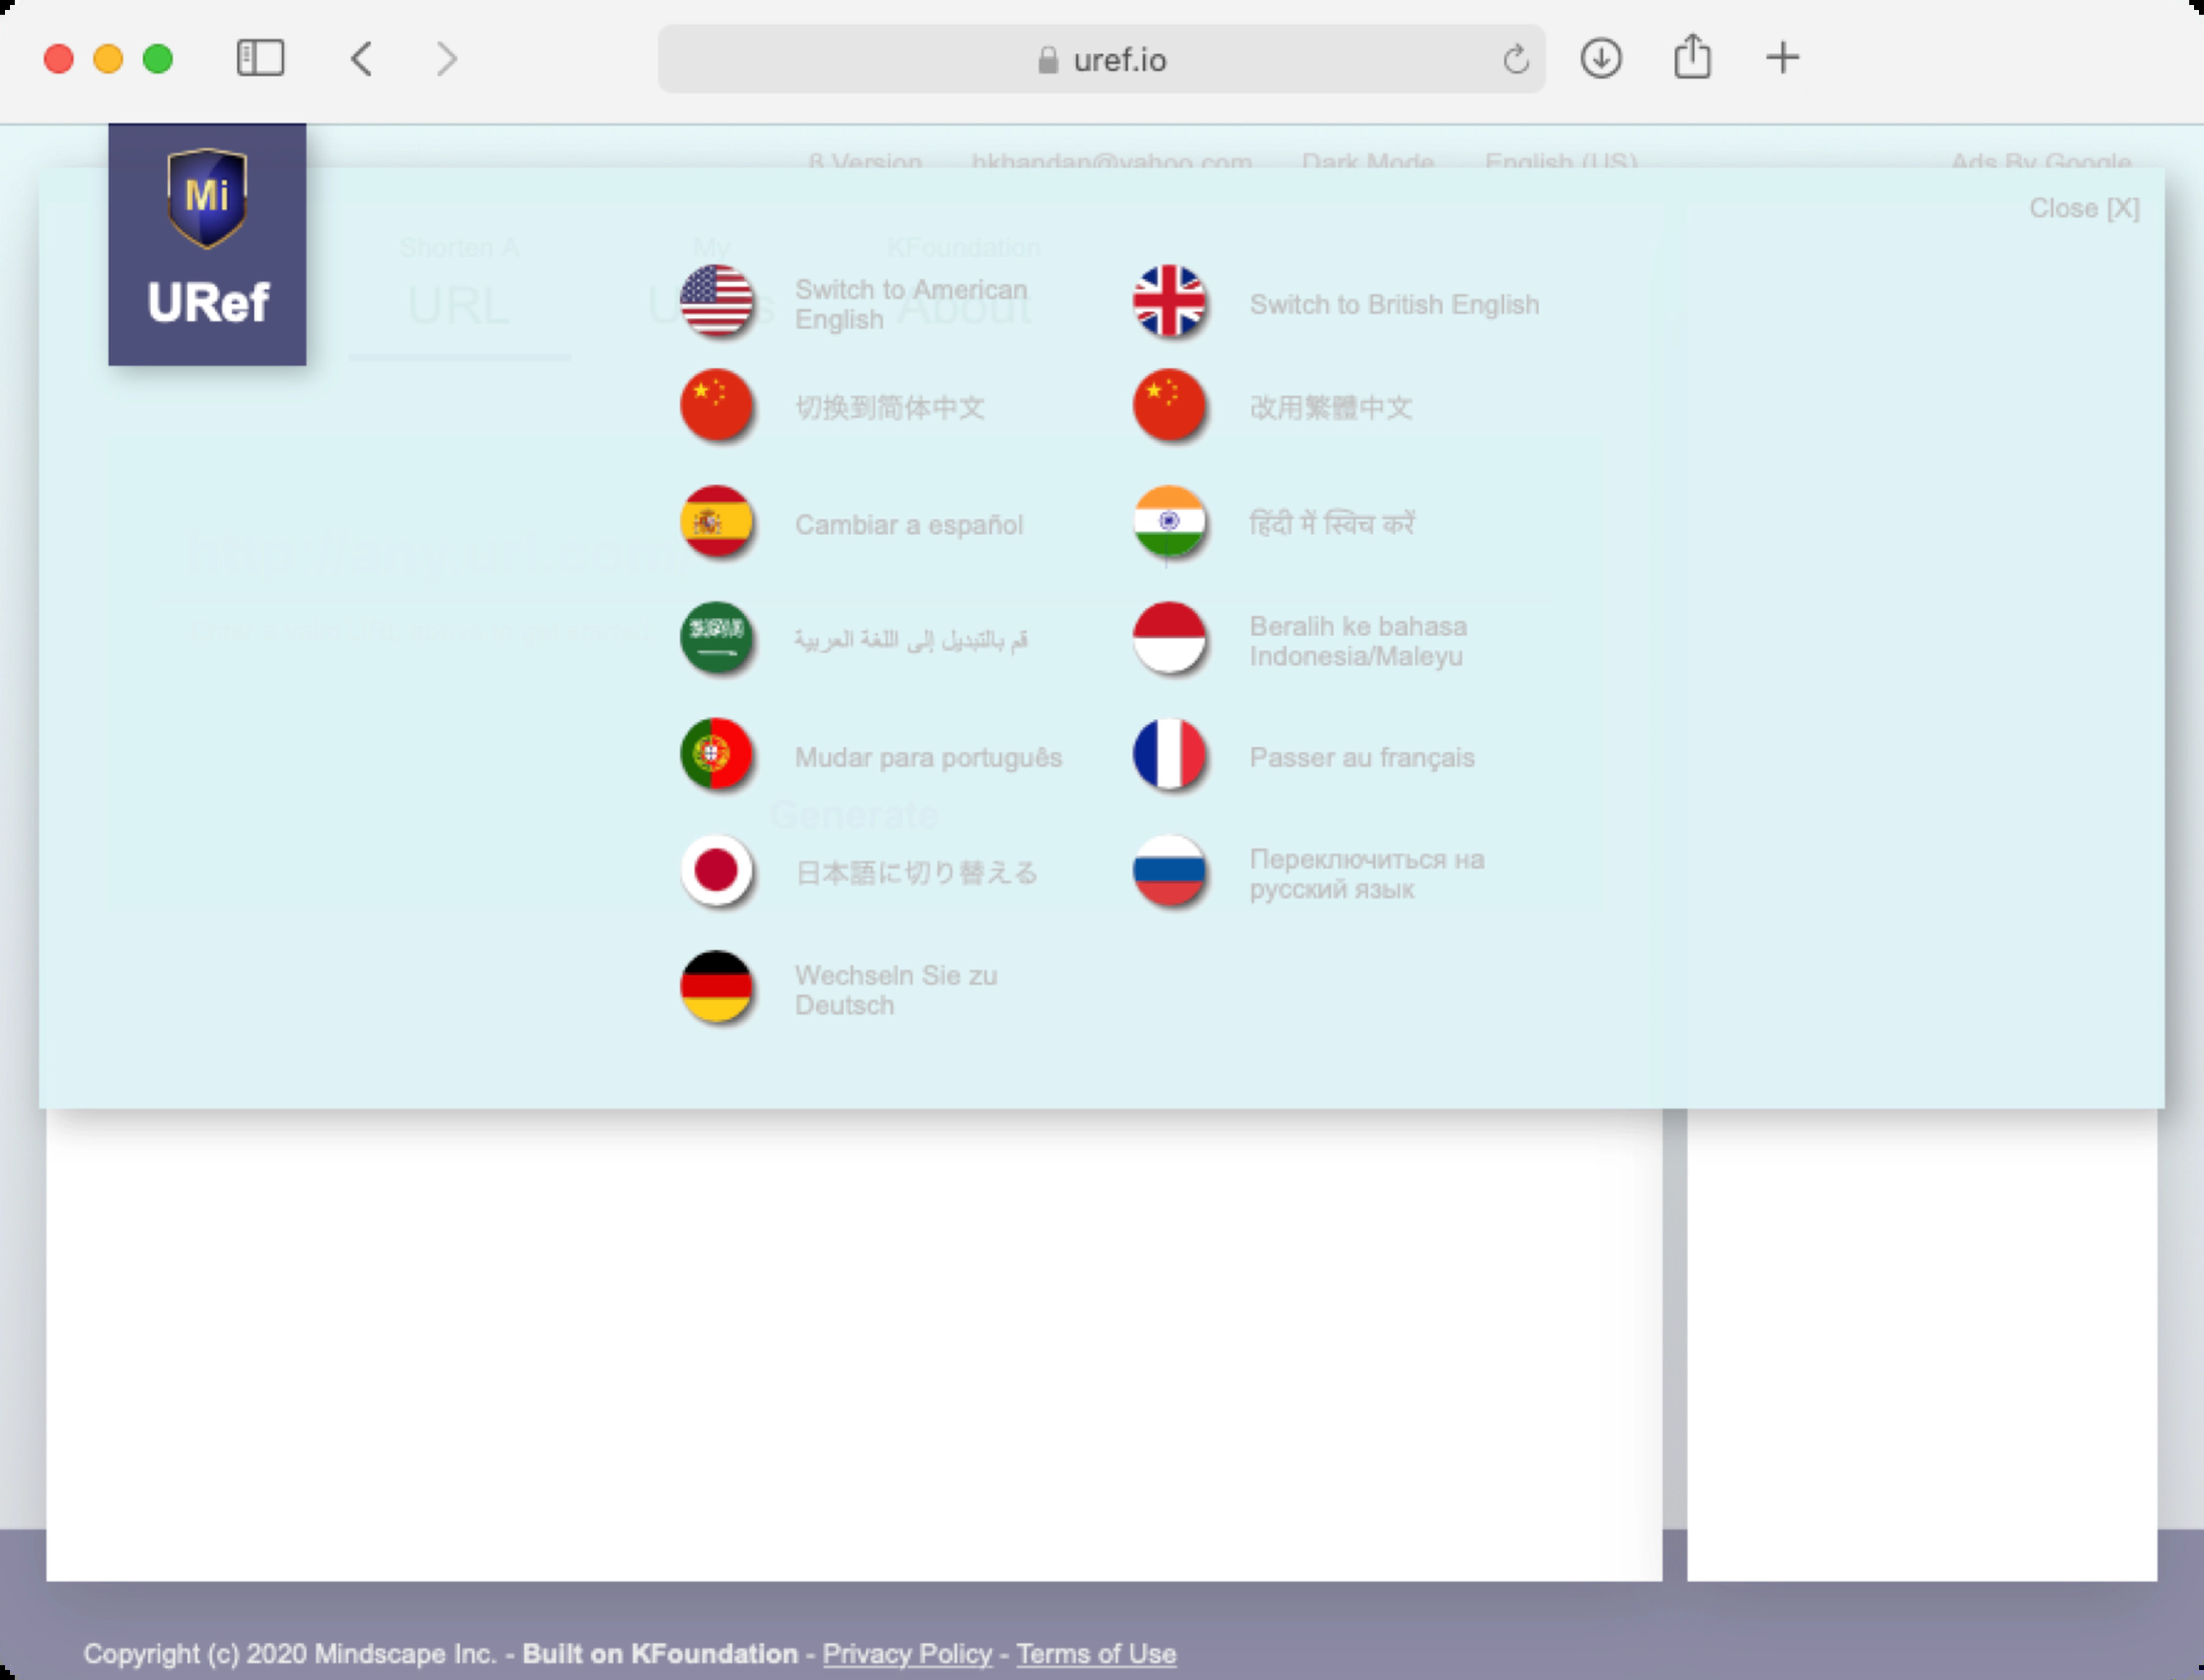 uref.io
β Version hkhandan@yahoo.com Dark Mode English (US) Ads By Google
Close [X]
Mi
URef
Shorten A
URL
My
KFoundation
About
Switch to American
English
Switch to British English
切换到简体中文
改用繁體中文
Cambiar a español
हिंदी में स्विच करें
قم بالتبديل إلى اللغة العربية
Beralih ke bahasa
Indonesia/Maleyu
Mudar para português
Passer au français
Generate
日本語に切り替える
Переключиться на
русский язык
Wechseln Sie zu
Deutsch
Copyright (c) 2020 Mindscape Inc. - Built on KFoundation - Privacy Policy - Terms of Use